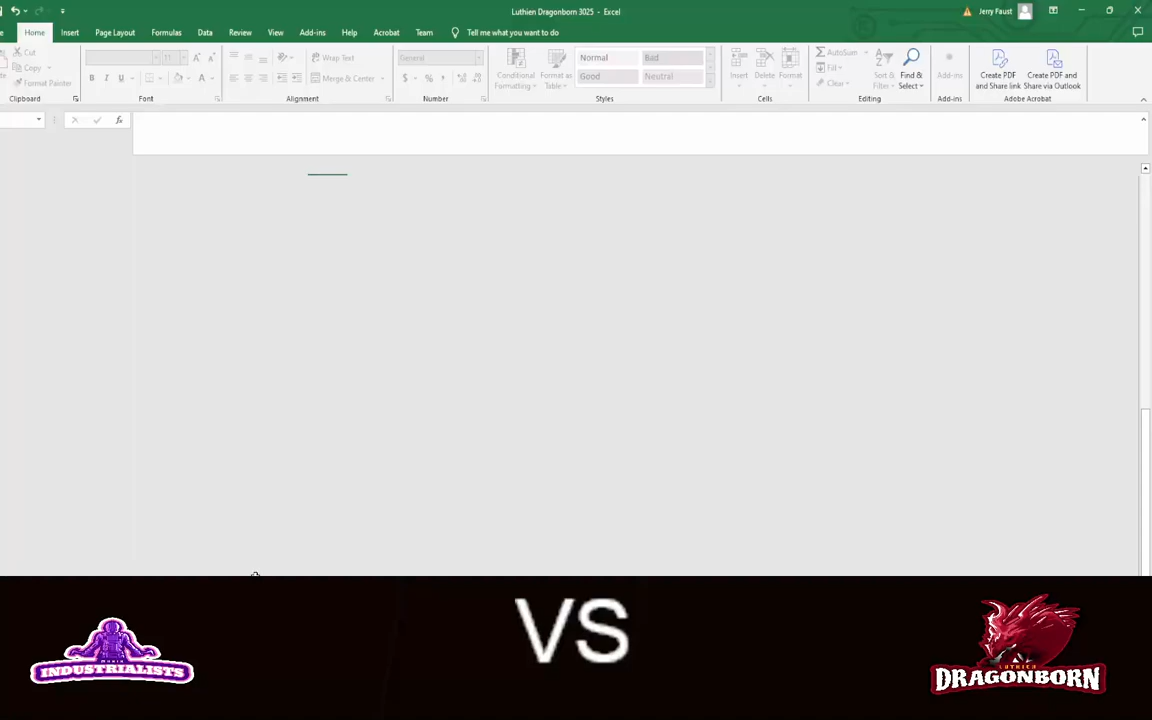 Luthien Dragonborn 3025 - Excel
Jerry Faust
Home Insert Page Layout Formulas Data Review View Add-ins Help Acrobat Team Tell me what you want to do
Cut
Copy
Format Painter
Clipboard
11
B I U A
Font
Wrap Text
Merge & Center
Alignment
General
$ % ,
Number
Conditional Formatting
Format as Table
Normal Bad
Good Neutral
Styles
Insert Delete Format
Cells
AutoSum
Fill
Clear
Sort & Filter
Find & Select
Editing
Add-ins
Add-ins
Create PDF and Share link
Create PDF and Share via Outlook
Adobe Acrobat
fx
VS
INDUSTRIALISTS
LUTHIEN
DRAGONBORN